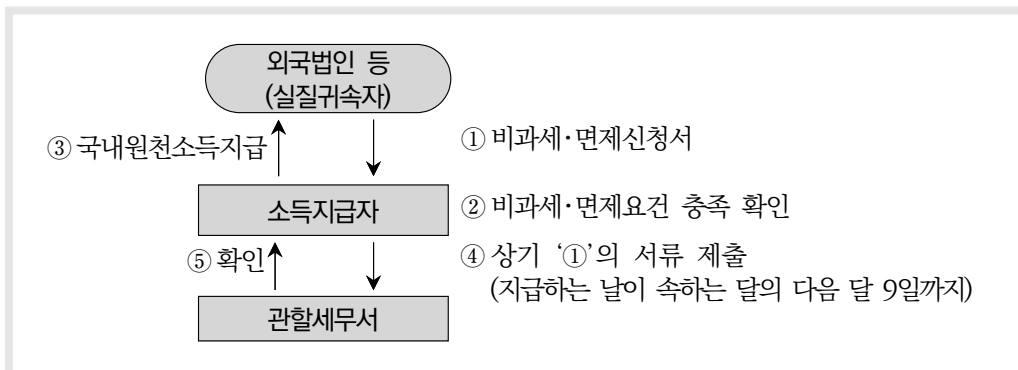 외국법인 등
(실질귀속자)
③ 국내원천소득지급
① 비과세·면제신청서
소득지급자
② 비과세·면제요건 충족 확인
⑤ 확인
④ 상기 ‘①’의 서류 제출
(지급하는 날이 속하는 달의 다음 달 9일까지)
관할세무서